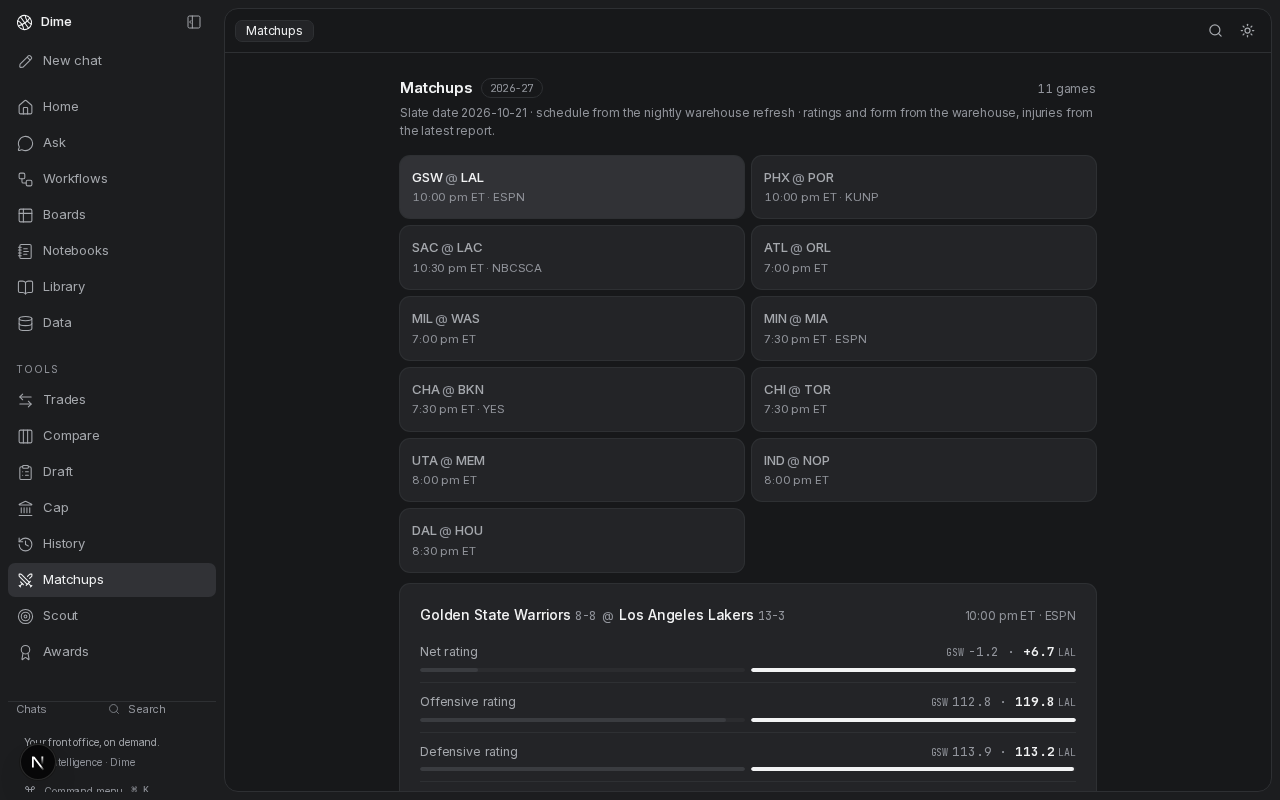 Dime
New chat
Home
Ask
Workflows
Boards
Notebooks
Library
Data
TOOLS
Trades
Compare
Draft
Cap
History
Matchups
Scout
Awards
Chats
Search
Your front office, on demand.
telligence · Dime
⌘ Command menu ⌘ K
N
Matchups
Matchups 2026-27 11 games
Slate date 2026-10-21 · schedule from the nightly warehouse refresh · ratings and form from the warehouse, injuries from
the latest report.
GSW @ LAL
10:00 pm ET · ESPN
PHX @ POR
10:00 pm ET · KUNP
SAC @ LAC
10:30 pm ET · NBCSCA
ATL @ ORL
7:00 pm ET
MIL @ WAS
7:00 pm ET
MIN @ MIA
7:30 pm ET · ESPN
CHA @ BKN
7:30 pm ET · YES
CHI @ TOR
7:30 pm ET
UTA @ MEM
8:00 pm ET
IND @ NOP
8:00 pm ET
DAL @ HOU
8:30 pm ET
Golden State Warriors 8-8 @ Los Angeles Lakers 13-3 10:00 pm ET · ESPN
Net rating GSW -1.2 · +6.7 LAL
Offensive rating GSW 112.8 · 119.8 LAL
Defensive rating GSW 113.9 · 113.2 LAL